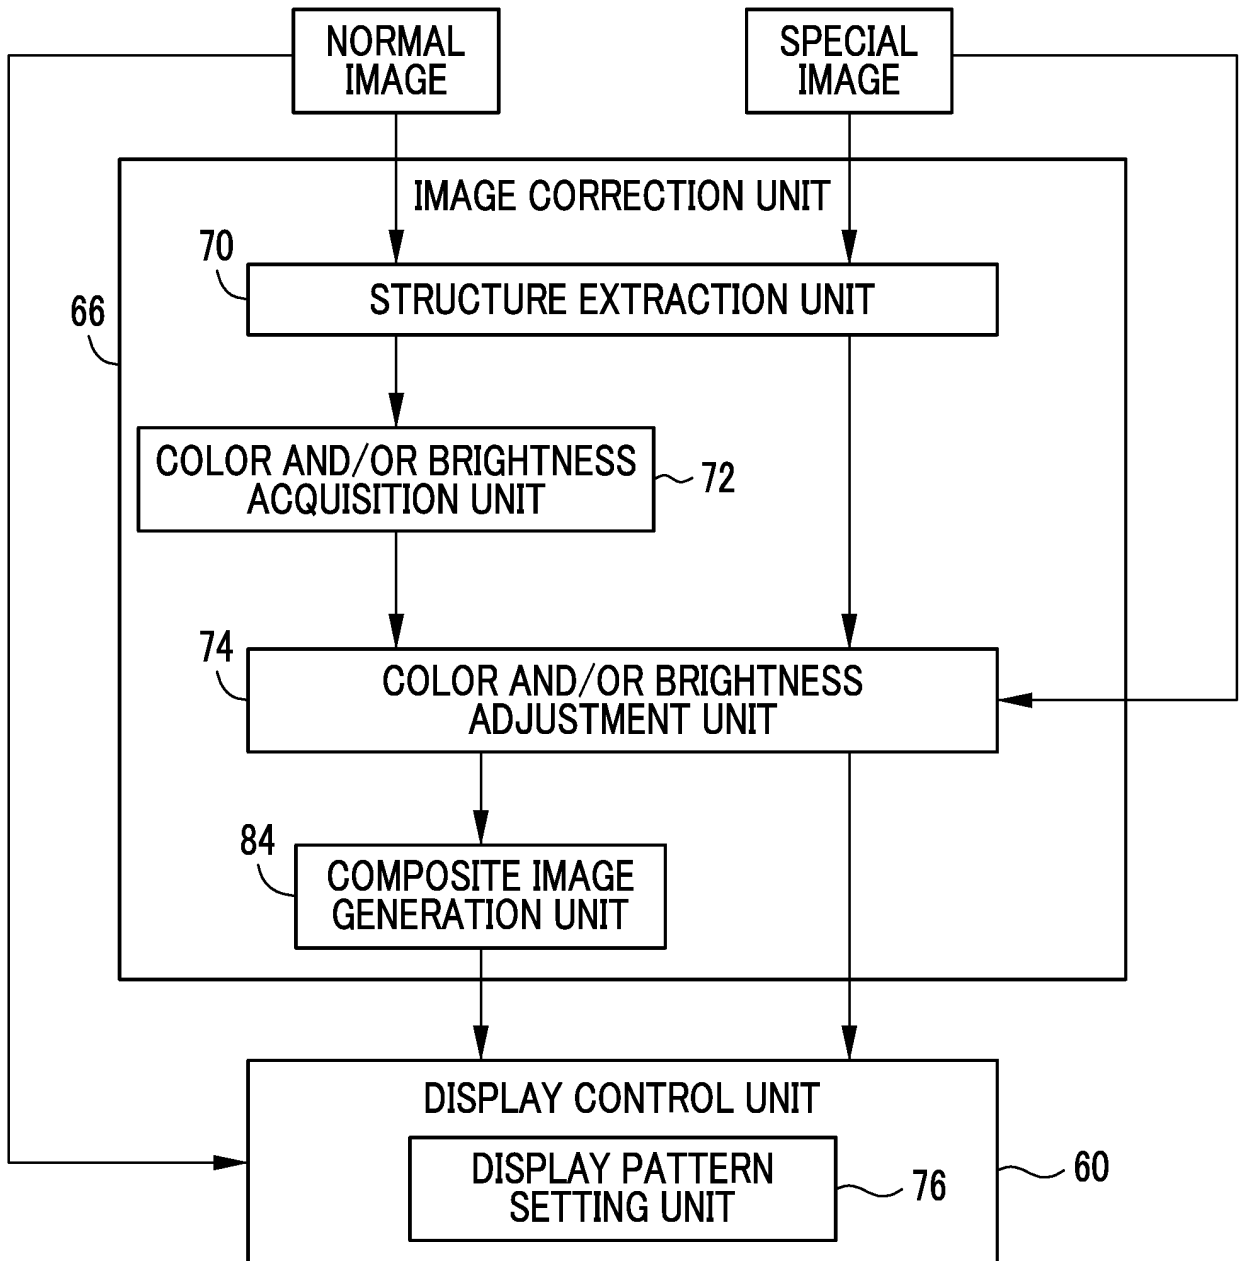 NORMAL
IMAGE
SPECIAL
IMAGE
IMAGE CORRECTION UNIT
70
STRUCTURE EXTRACTION UNIT
66
COLOR AND/OR BRIGHTNESS
ACQUISITION UNIT
72
74
COLOR AND/OR BRIGHTNESS
ADJUSTMENT UNIT
84
COMPOSITE IMAGE
GENERATION UNIT
DISPLAY CONTROL UNIT
DISPLAY PATTERN
SETTING UNIT
76
60